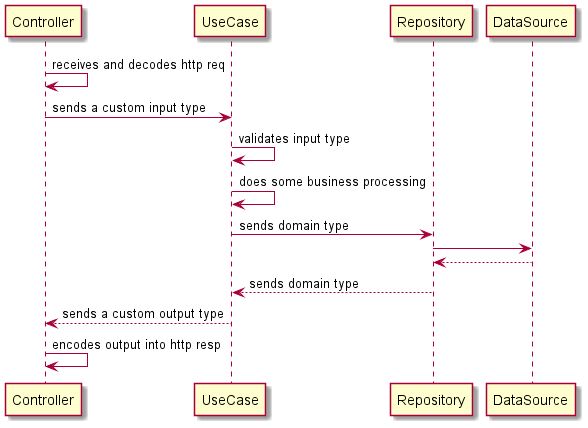 Controller UseCase Repository DataSource
receives and decodes http req
sends a custom input type
validates input type
does some business processing
sends domain type
sends domain type
sends a custom output type
encodes output into http resp
Controller UseCase Repository DataSource